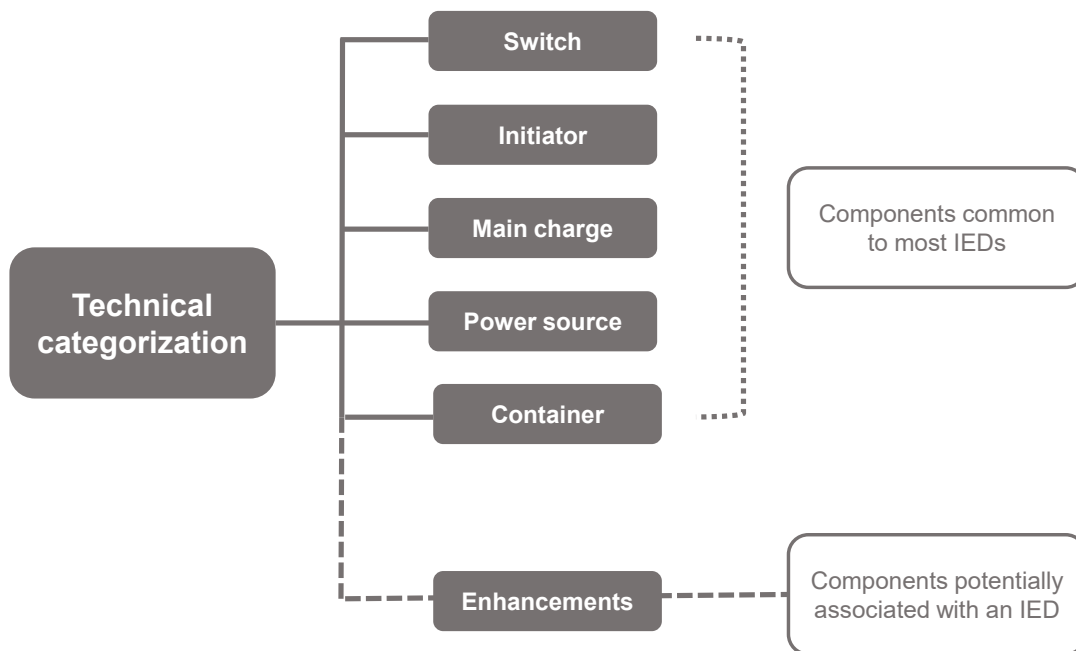 Switch
Initiator
Main charge
Power source
Container
Technical
categorization
Components common
to most IEDs
Enhancements
Components potentially
associated with an IED